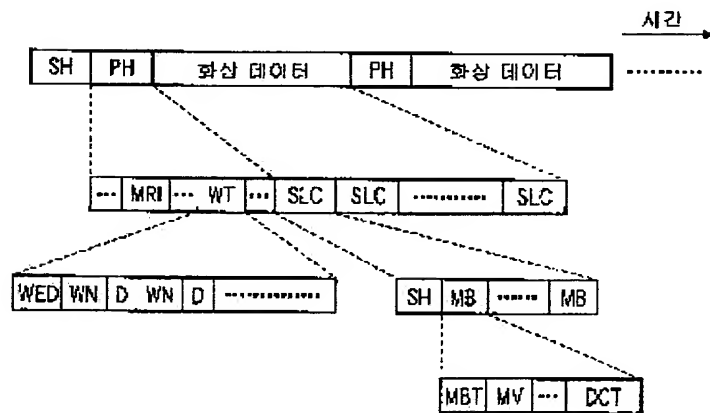 시간
SH PH 화상 데이터 PH 화상 데이터 ........
... MRI ... WT ... SLC SLC .......... SLC
WED WN D WN D ..............
SH MB ...... MB
MBT MV ... DCT